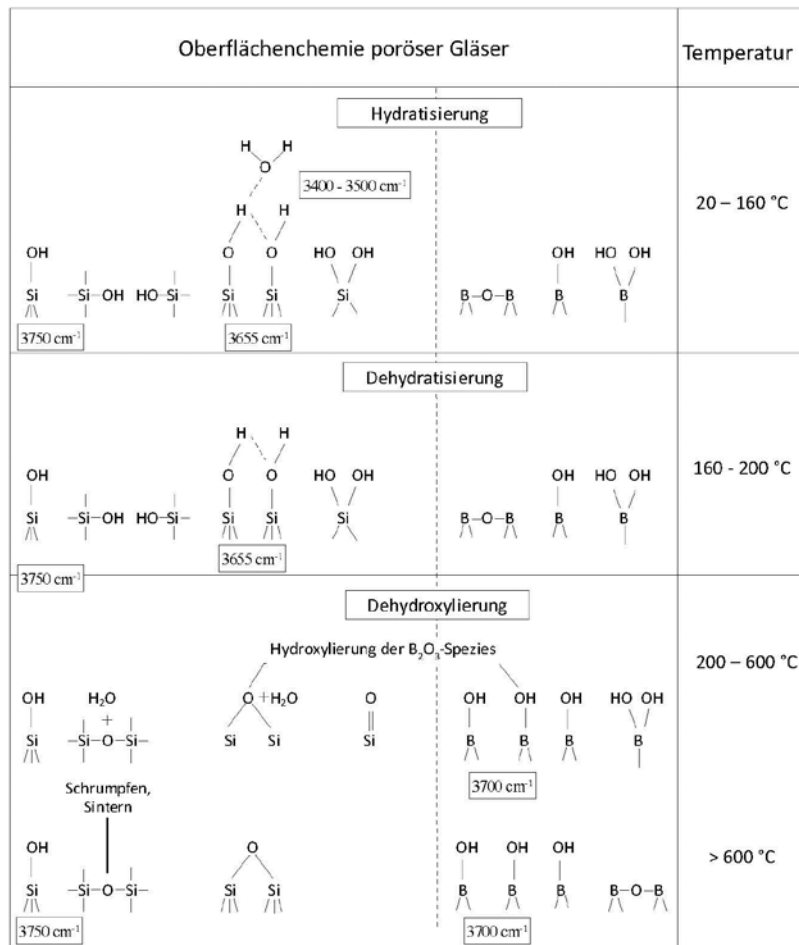 Oberflächenchemie poröser Gläser
Temperatur
Hydratisierung
H H
O
3400 - 3500 cm⁻¹
H H
20 – 160 °C
OH O O HO OH OH HO OH
Si Si OH HO Si Si Si Si B O B B B
3750 cm⁻¹ 3655 cm⁻¹
Dehydratisierung
H H
160 - 200 °C
OH O O HO OH OH HO OH
Si Si OH HO Si Si Si Si B O B B B
3655 cm⁻¹
3750 cm⁻¹
Dehydroxylierung
Hydroxylierung der B₂O₃-Spezies
200 – 600 °C
OH H₂O O +H₂O O OH OH OH HO OH
+
Si Si O Si Si Si Si B B B B
3700 cm⁻¹
Schrumpfen,
Sintern
OH O OH OH OH
> 600 °C
Si Si O Si Si Si B B B B O B
3750 cm⁻¹ 3700 cm⁻¹